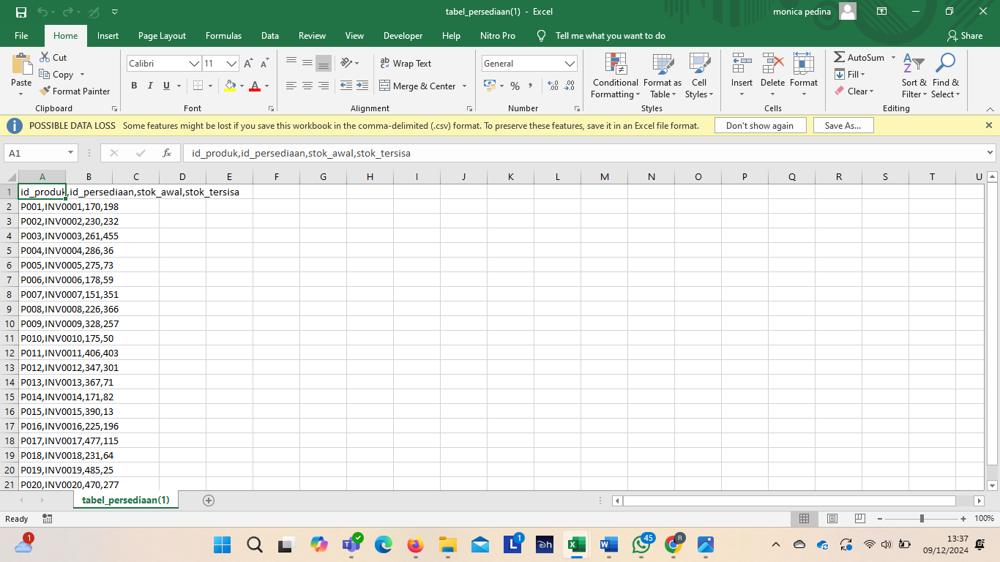 tabel_persediaan(1) - Excel
monica pedina
File Home Insert Page Layout Formulas Data Review View Developer Help Nitro Pro Tell me what you want to do Share
Cut
Copy
Format Painter
Paste
Clipboard
Calibri 11
B I U
Font
Wrap Text
Merge & Center
Alignment
General
%
Number
Conditional Formatting
Format as Table
Cell Styles
Styles
Insert Delete Format
Cells
AutoSum
Fill
Clear
Sort & Filter
Find & Select
Editing
POSSIBLE DATA LOSS Some features might be lost if you save this workbook in the comma-delimited (.csv) format. To preserve these features, save it in an Excel file format. Don't show again Save As...
A1 fx id_produk,id_persediaan,stok_awal,stok_tersisa
A B C D E F G H I J K L M N O P Q R S T U
1 id_produk,id_persediaan,stok_awal,stok_tersisa
2 P001,INV0001,170,198
3 P002,INV0002,230,232
4 P003,INV0003,261,455
5 P004,INV0004,286,36
6 P005,INV0005,275,73
7 P006,INV0006,178,59
8 P007,INV0007,151,351
9 P008,INV0008,226,366
10 P009,INV0009,328,257
11 P010,INV0010,175,50
12 P011,INV0011,406,403
13 P012,INV0012,347,301
14 P013,INV0013,367,71
15 P014,INV0014,171,82
16 P015,INV0015,390,13
17 P016,INV0016,225,196
18 P017,INV0017,477,115
19 P018,INV0018,231,64
20 P019,INV0019,485,25
21 P020,INV0020,470,277
tabel_persediaan(1)
Ready
100%
1
1
45
R
13:37
09/12/2024